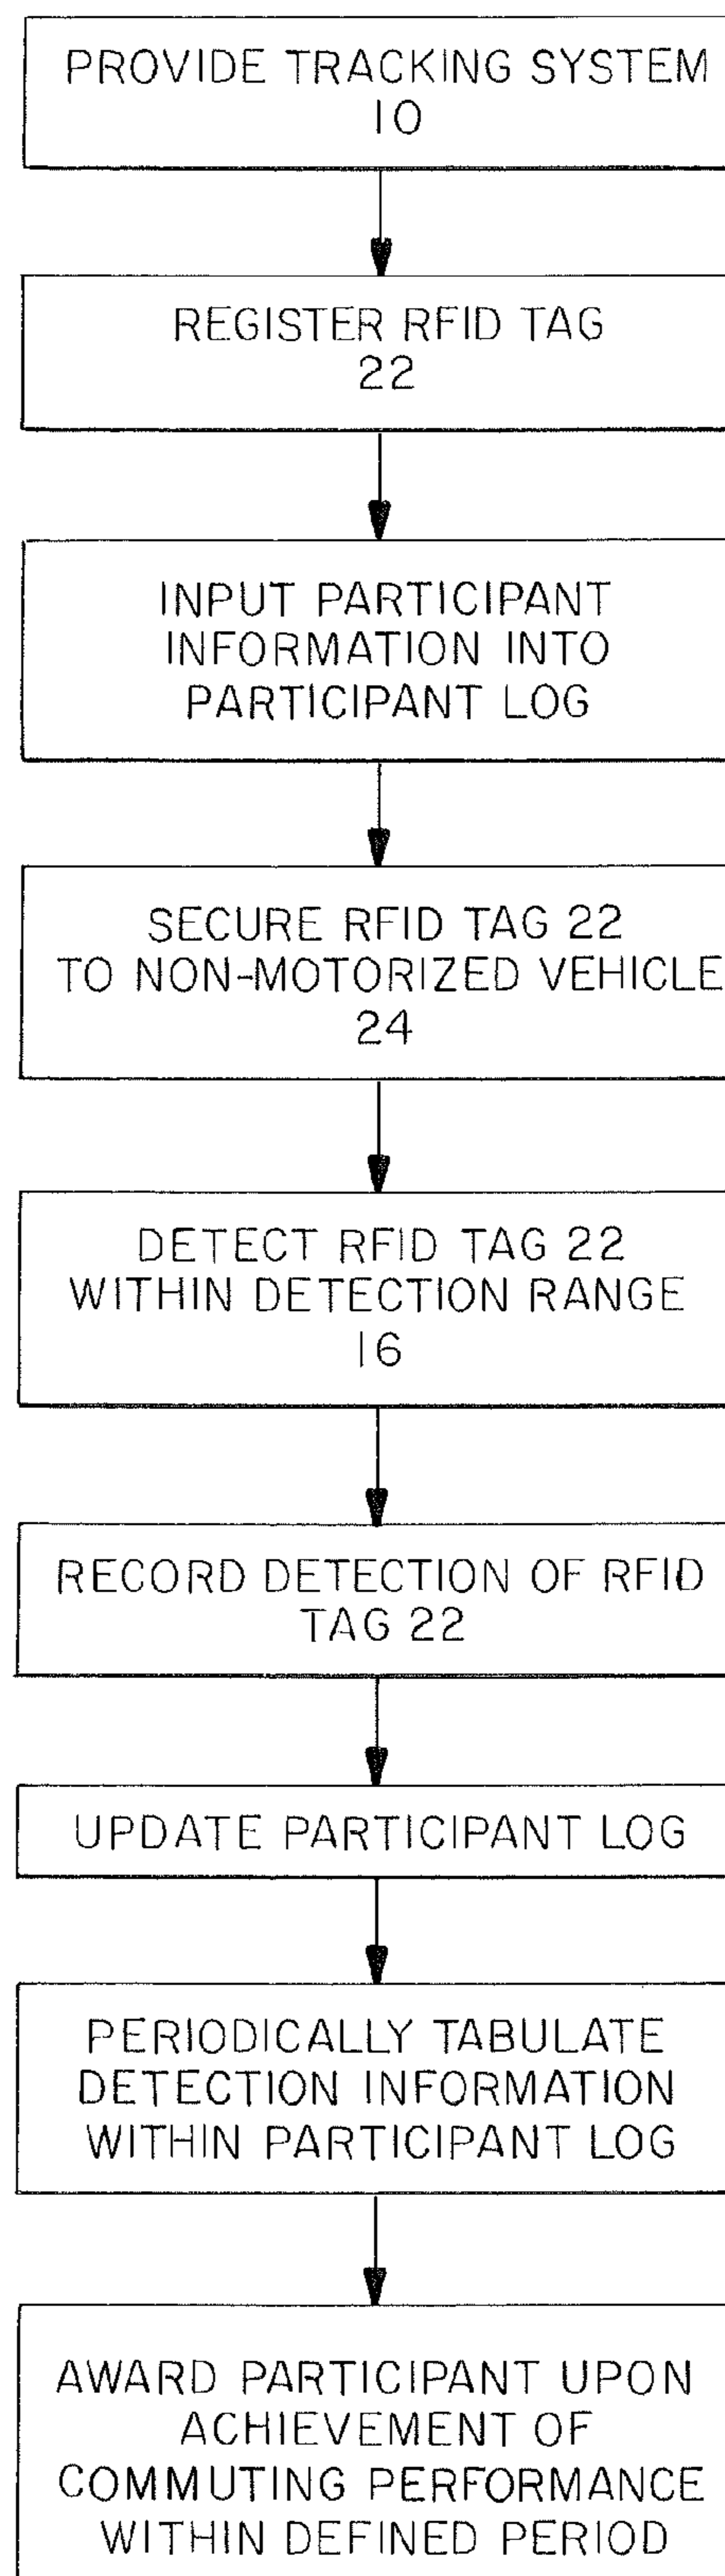 PROVIDE TRACKING SYSTEM
10
REGISTER RFID TAG
22
INPUT PARTICIPANT
INFORMATION INTO
PARTICIPANT LOG
SECURE RFID TAG 22
TO NON-MOTORIZED VEHICLE
24
DETECT RFID TAG 22
WITHIN DETECTION RANGE
16
RECORD DETECTION OF RFID
TAG 22
UPDATE PARTICIPANT LOG
PERIODICALLY TABULATE
DETECTION INFORMATION
WITHIN PARTICIPANT LOG
AWARD PARTICIPANT UPON
ACHIEVEMENT OF
COMMUTING PERFORMANCE
WITHIN DEFINED PERIOD